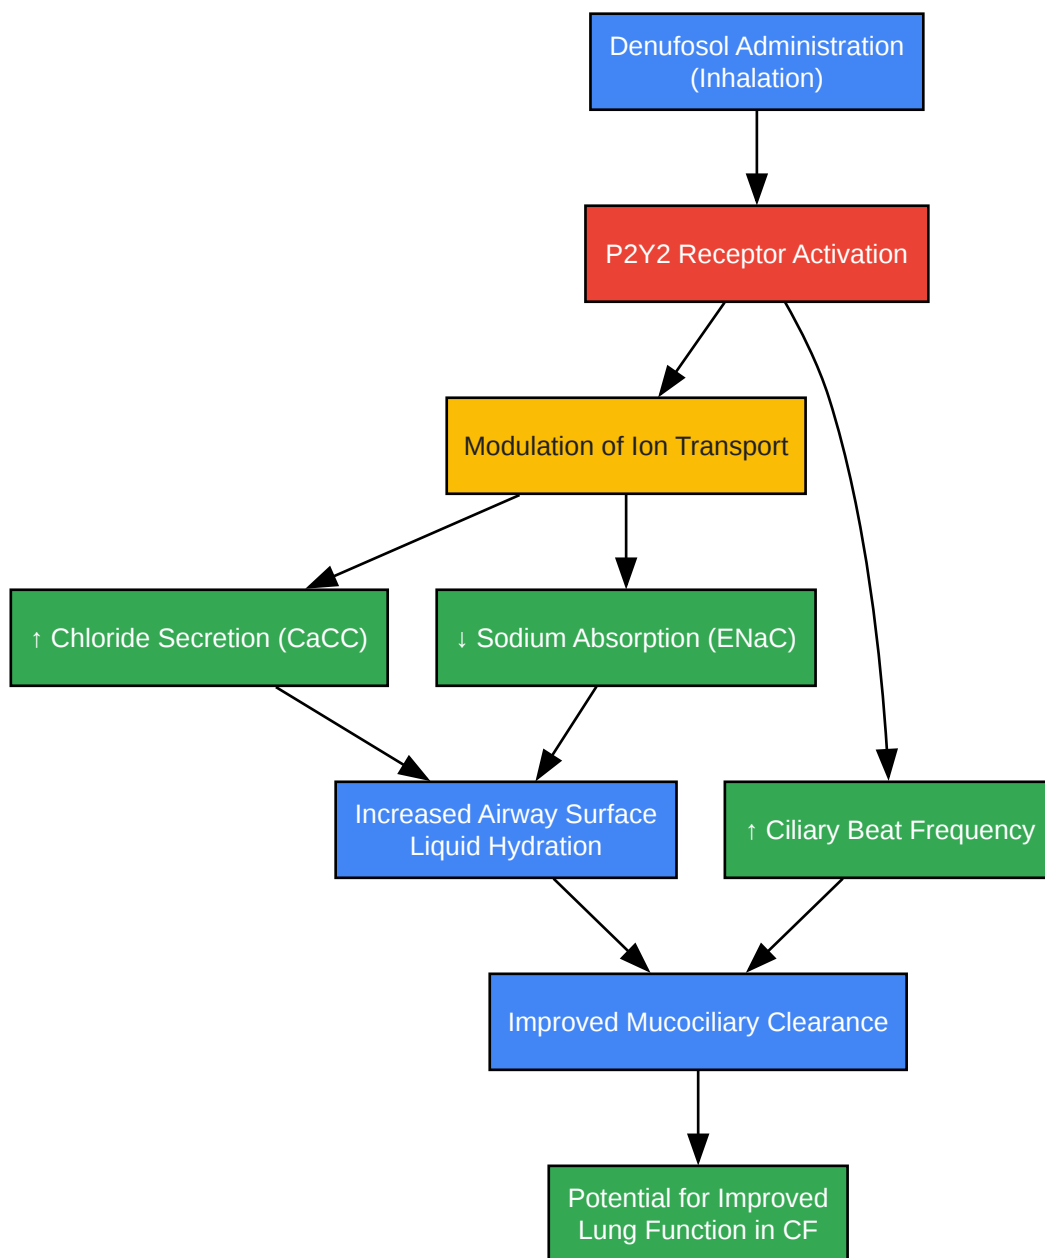 Denufosol Administration
(Inhalation)
P2Y2 Receptor Activation
Modulation of Ion Transport
↑ Chloride Secretion (CaCC)
↓ Sodium Absorption (ENaC)
Increased Airway Surface
Liquid Hydration
↑ Ciliary Beat Frequency
Improved Mucociliary Clearance
Potential for Improved
Lung Function in CF